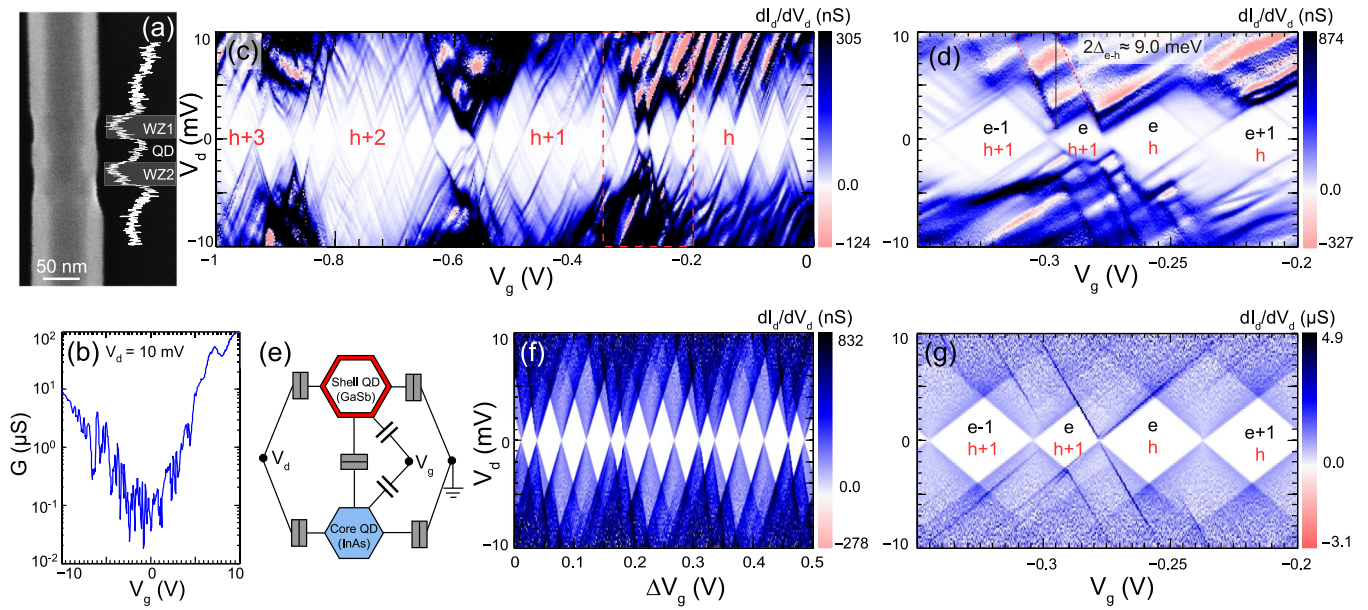 (a)
WZ1
QD
WZ2
50 nm
(c)
dI_d/dV_d (nS)
305
0.0
−124
10
0
−10
V_d (mV)
h+3
h+2
h+1
h
−1
−0.8
−0.6
−0.4
−0.2
0
V_g (V)
(d)
dI_d/dV_d (nS)
874
0.0
−327
2Δ_e-h ≈ 9.0 meV
10
0
−10
e-1
h+1
e
h+1
e
h
e+1
h
−0.3
−0.25
−0.2
V_g (V)
(b)
V_d = 10 mV
G (µS)
10^2
10^1
10^0
10^-1
10^-2
−10
0
10
V_g (V)
(e)
Shell QD
(GaSb)
V_d
V_g
Core QD
(InAs)
(f)
dI_d/dV_d (nS)
832
0.0
−278
V_d (mV)
10
0
−10
0
0.1
0.2
0.3
0.4
0.5
ΔV_g (V)
(g)
dI_d/dV_d (µS)
4.9
0.0
−3.1
10
0
−10
e-1
h+1
e
h+1
e
h
e+1
h
−0.3
−0.25
−0.2
V_g (V)